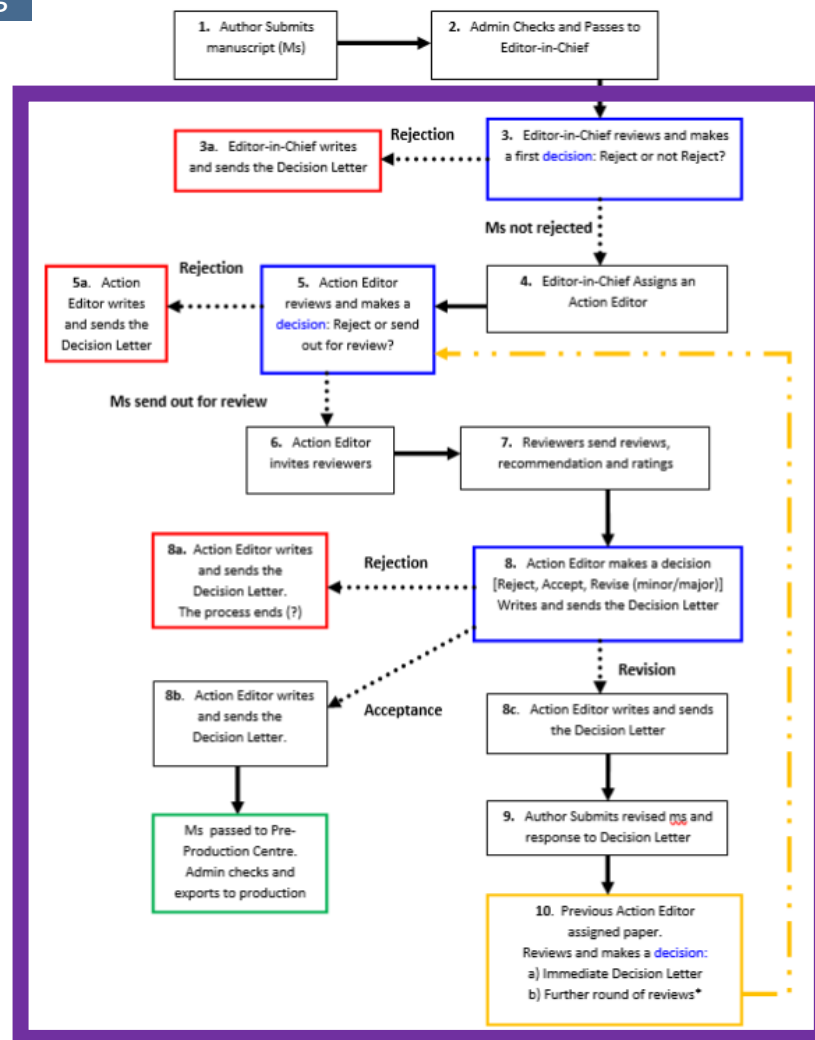 1. Author Submits
manuscript (Ms)
2. Admin Checks and Passes to
Editor-in-Chief
3a. Editor-in-Chief writes
and sends the Decision Letter
Rejection
3. Editor-in-Chief reviews and makes
a first decision: Reject or not Reject?
Ms not rejected
5a. Action
Editor writes
and sends the
Decision Letter
Rejection
5. Action Editor
reviews and makes a
decision: Reject or send
out for review?
4. Editor-in-Chief Assigns an
Action Editor
Ms send out for review
6. Action Editor
invites reviewers
7. Reviewers send reviews,
recommendation and ratings
8a. Action Editor writes
and sends the
Decision Letter.
The process ends (?)
Rejection
8. Action Editor makes a decision
[Reject, Accept, Revise (minor/major)]
Writes and sends the Decision Letter
Revision
8b. Action Editor writes
and sends the
Decision Letter.
Acceptance
8c. Action Editor writes and sends
the Decision Letter
Ms passed to Pre-
Production Centre.
Admin checks and
exports to production
9. Author Submits revised ms and
response to Decision Letter
10. Previous Action Editor
assigned paper.
Reviews and makes a decision:
a) Immediate Decision Letter
b) Further round of reviews*